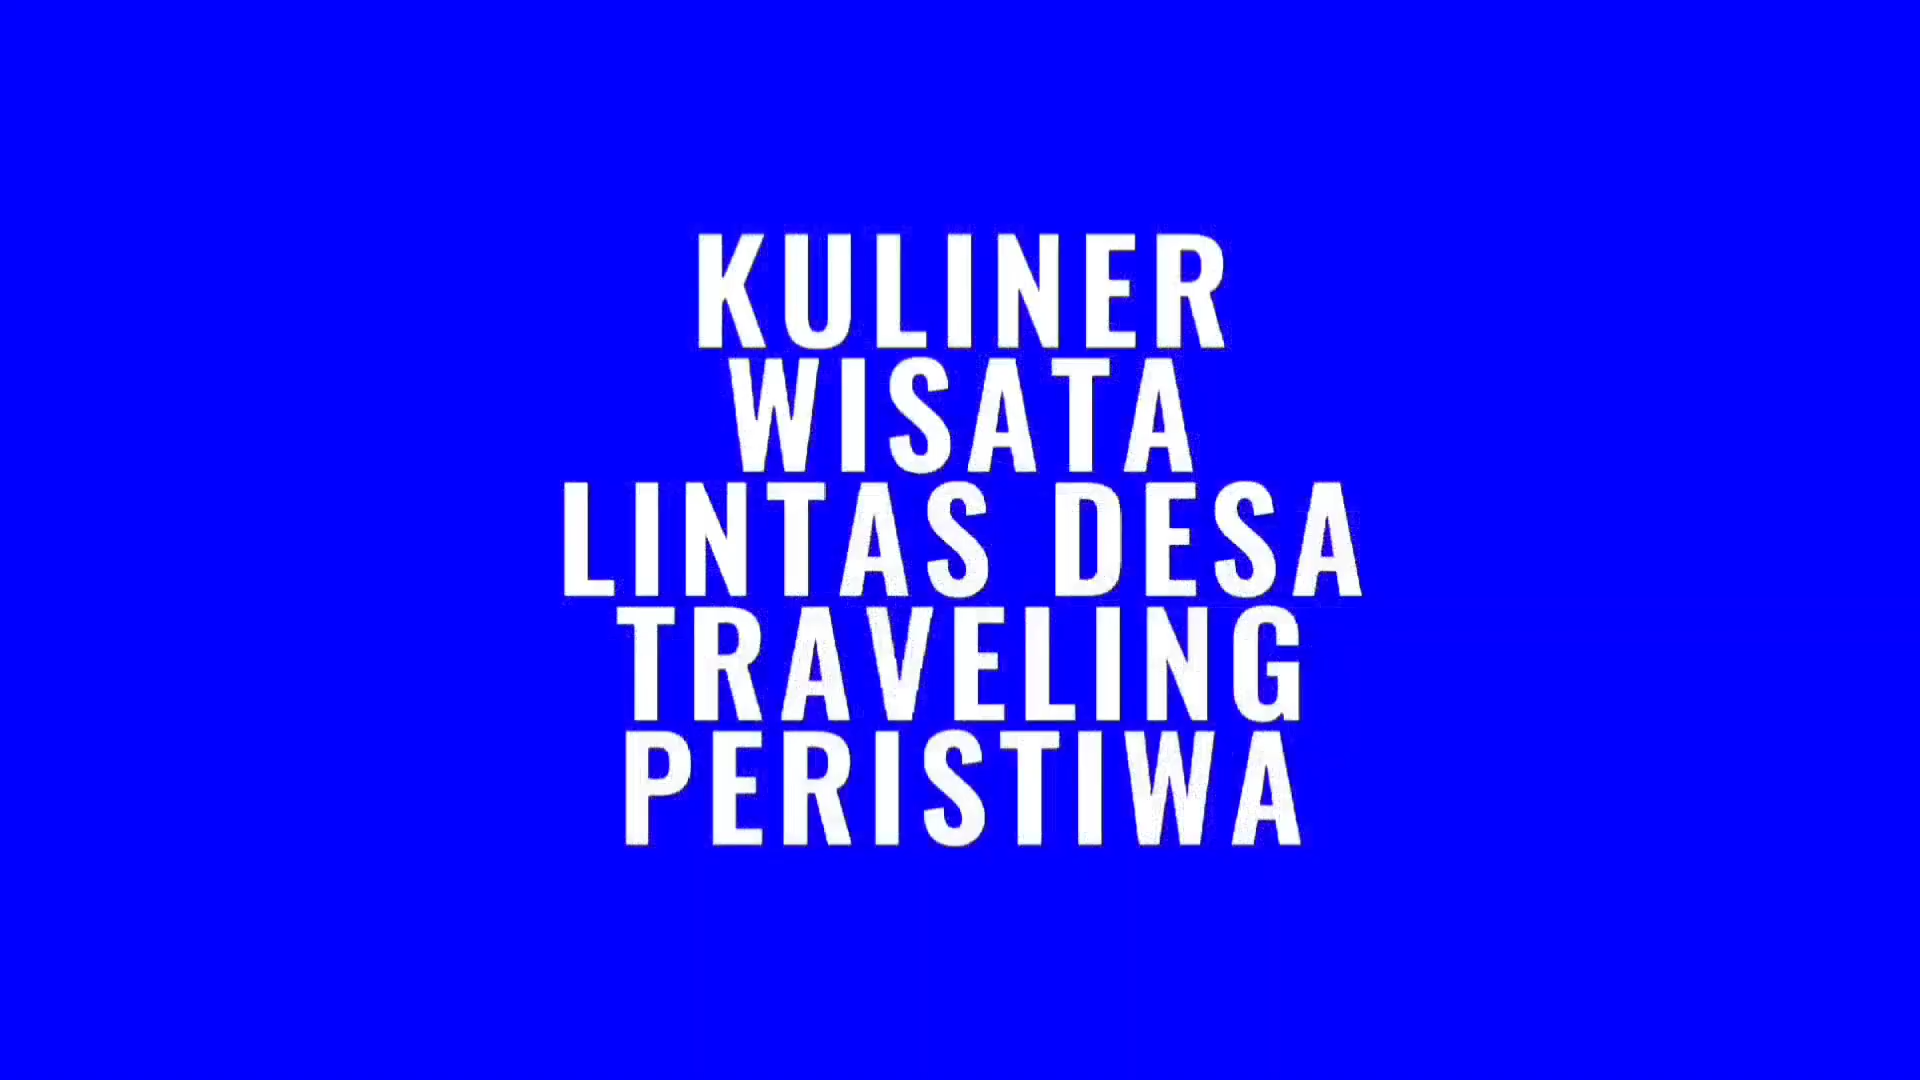 KULINER
WISATA
LINTAS DESA
TRAVELING
PERISTIWA